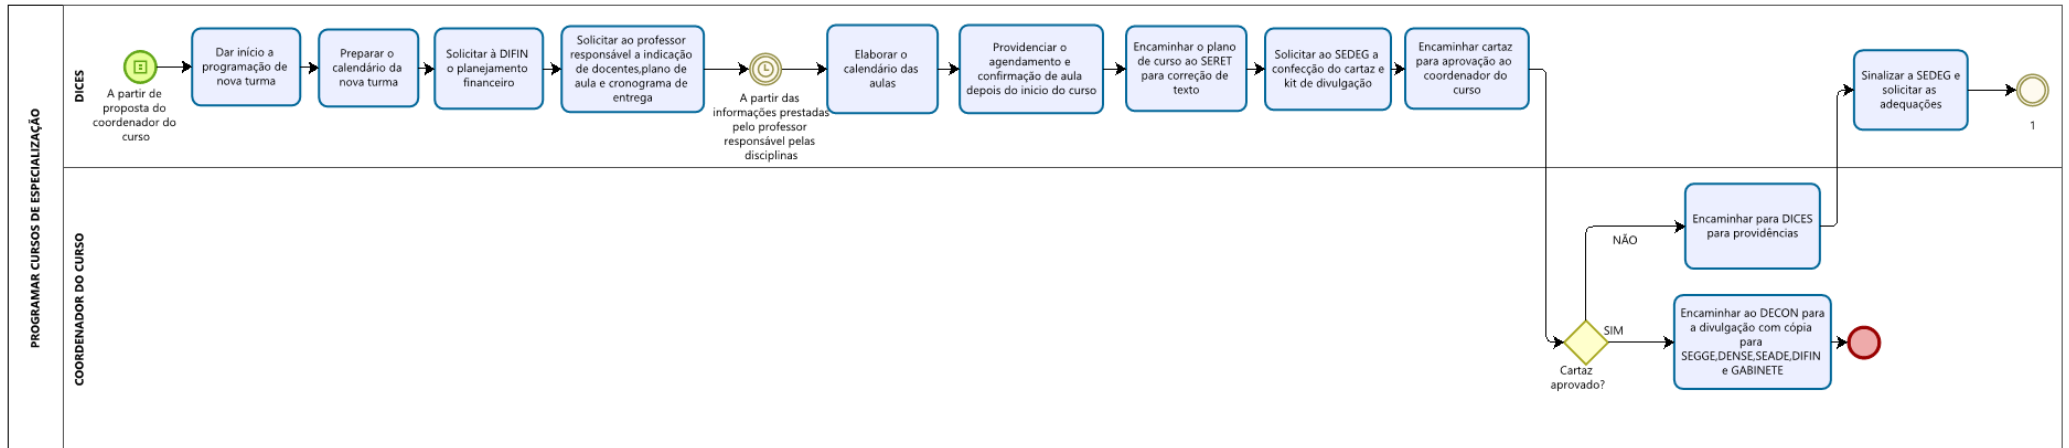 PROGRAMAR CURSOS DE ESPECIALIZAÇÃO
DICES
A partir de
proposta do
coordenador do
curso
Dar início a
programação de
nova turma
Preparar o
calendário da
nova turma
Solicitar à DIFIN
o planejamento
financeiro
Solicitar ao professor
responsável a indicação
de docentes,plano de
aula e cronograma de
entrega
A partir das
informações prestadas
pelo professor
responsável pelas
disciplinas
Elaborar o
calendário das
aulas
Providenciar o
agendamento e
confirmação de aula
depois do inicio do curso
Encaminhar o plano
de curso ao SERET
para correção de
texto
Solicitar ao SEDEG a
confecção do cartaz e
kit de divulgação
Encaminhar cartaz
para aprovação ao
coordenador do
curso
Sinalizar a SEDEG e
solicitar as
adequações
1
COORDENADOR DO CURSO
Cartaz
aprovado?
NÃO
Encaminhar para DICES
para providências
SIM
Encaminhar ao DECON para
a divulgação com cópia
para
SEGGE,DENSE,SEADE,DIFIN
e GABINETE